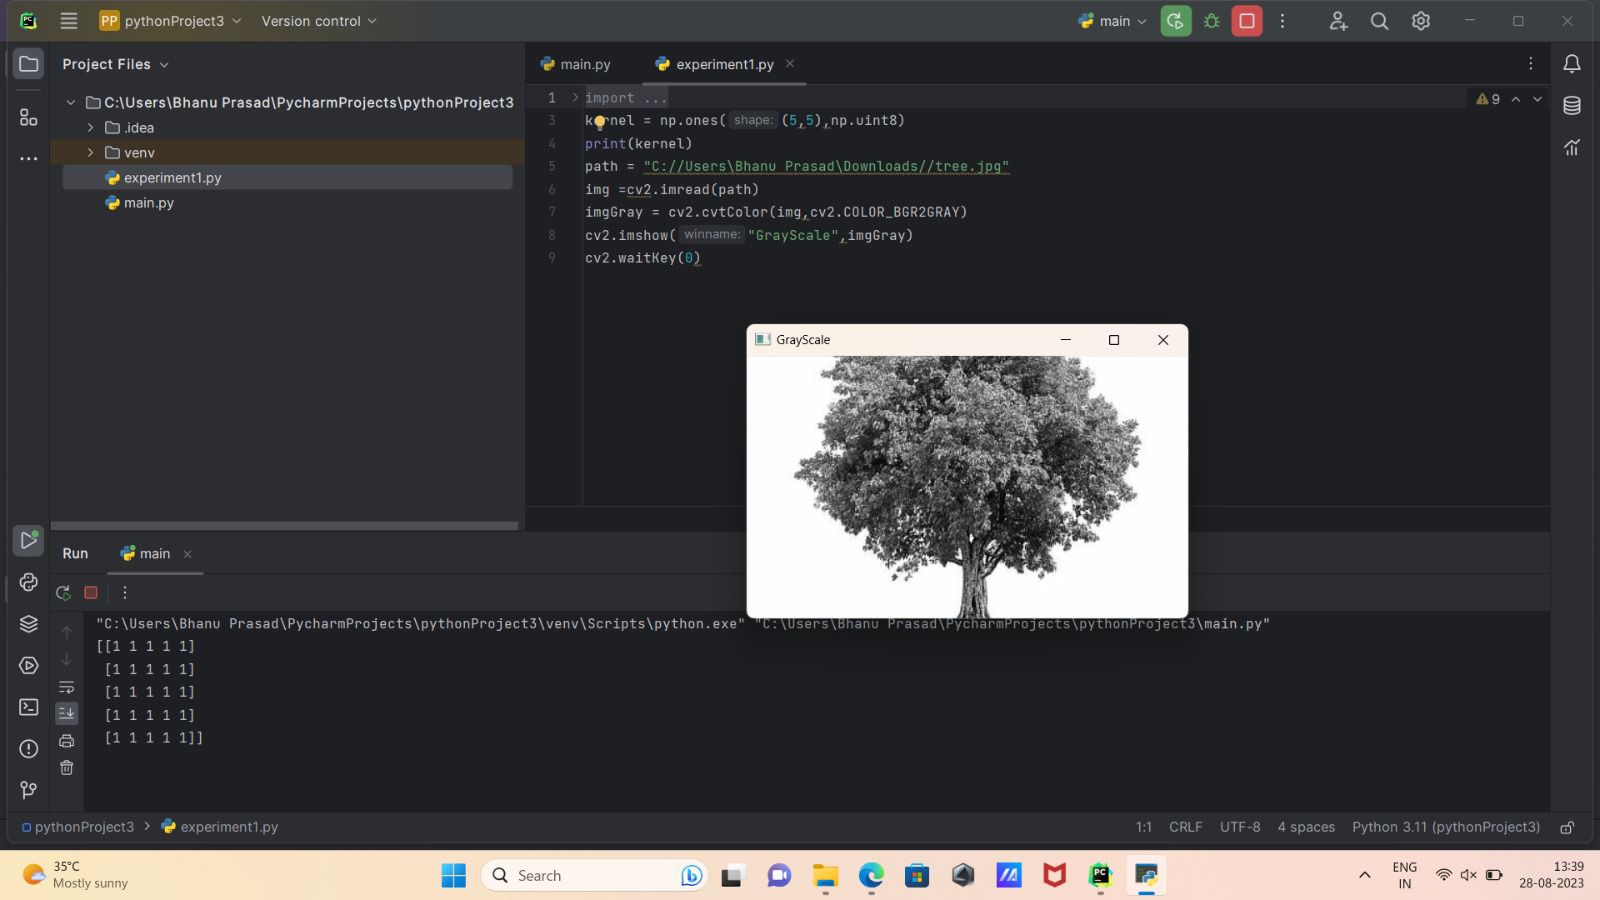 PP pythonProject3 Version control main
Project Files main.py experiment1.py
C:\Users\Bhanu Prasad\PycharmProjects\pythonProject3
.idea
venv
experiment1.py
main.py
1 import ... 9
3 kernel = np.ones( shape: (5,5),np.uint8)
4 print(kernel)
5 path = "C://Users\Bhanu Prasad\Downloads//tree.jpg"
6 img =cv2.imread(path)
7 imgGray = cv2.cvtColor(img,cv2.COLOR_BGR2GRAY)
8 cv2.imshow( winname: "GrayScale",imgGray)
9 cv2.waitKey(0)
GrayScale
Run main
"C:\Users\Bhanu Prasad\PycharmProjects\pythonProject3\venv\Scripts\python.exe" "C:\Users\Bhanu Prasad\PycharmProjects\pythonProject3\main.py"
[[1 1 1 1 1]
[1 1 1 1 1]
[1 1 1 1 1]
[1 1 1 1 1]
[1 1 1 1 1]]
pythonProject3 > experiment1.py 1:1 CRLF UTF-8 4 spaces Python 3.11 (pythonProject3)
35°C
Mostly sunny
Search
PC
ENG
IN
13:39
28-08-2023